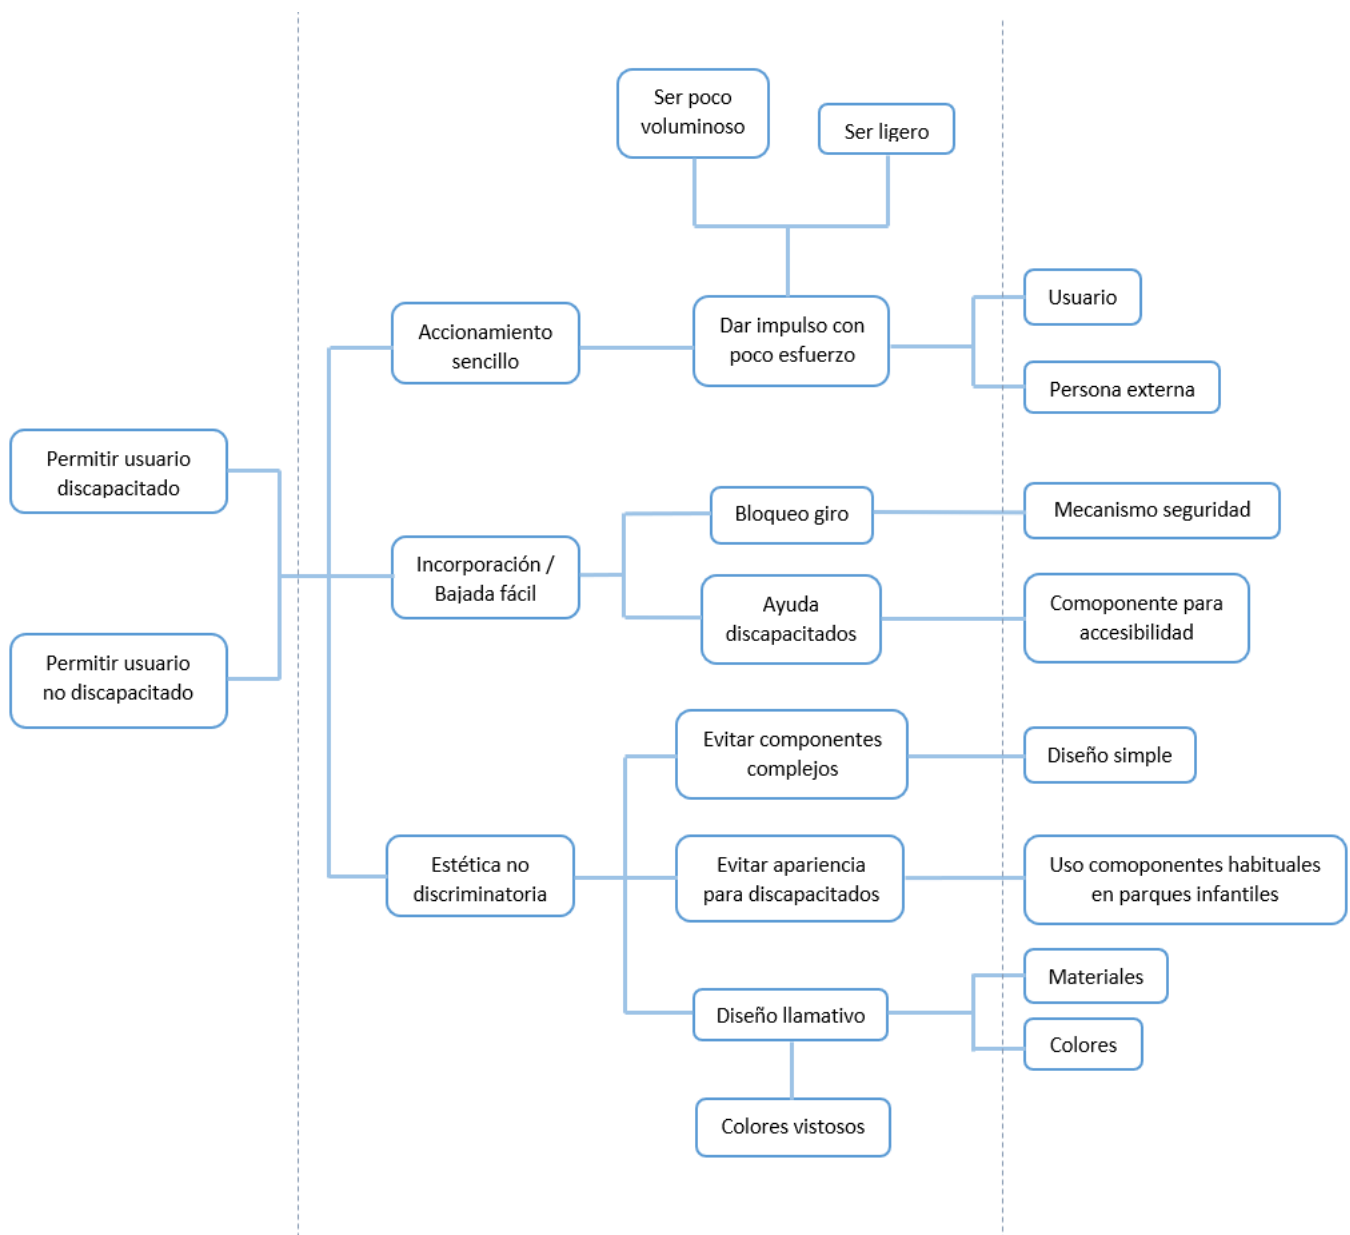 Ser poco
voluminoso
Ser ligero
Accionamiento
sencillo
Dar impulso con
poco esfuerzo
Usuario
Persona externa
Permitir usuario
discapacitado
Permitir usuario
no discapacitado
Incorporación /
Bajada fácil
Bloqueo giro
Mecanismo seguridad
Ayuda
discapacitados
Comoponente para
accesibilidad
Evitar componentes
complejos
Diseño simple
Estética no
discriminatoria
Evitar apariencia
para discapacitados
Uso comoponentes habituales
en parques infantiles
Diseño llamativo
Materiales
Colores
Colores vistosos